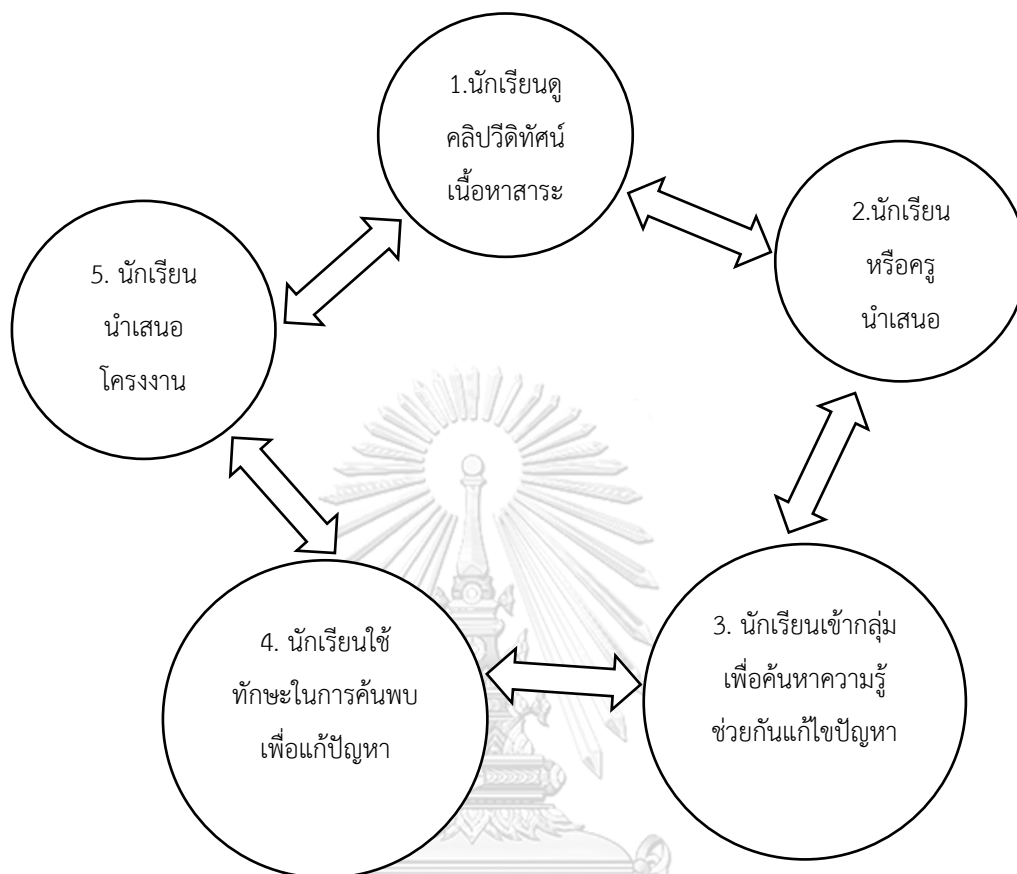 1.นักเรียนดู
คลิปวีดิทัศน์
เนื้อหาสาระ
2.นักเรียน
หรือครู
นำเสนอ
3. นักเรียนเข้ากลุ่ม
เพื่อค้นหาความรู้
ช่วยกันแก้ไขปัญหา
4. นักเรียนใช้
ทักษะในการค้นพบ
เพื่อแก้ปัญหา
5. นักเรียน
นำเสนอ
โครงงาน